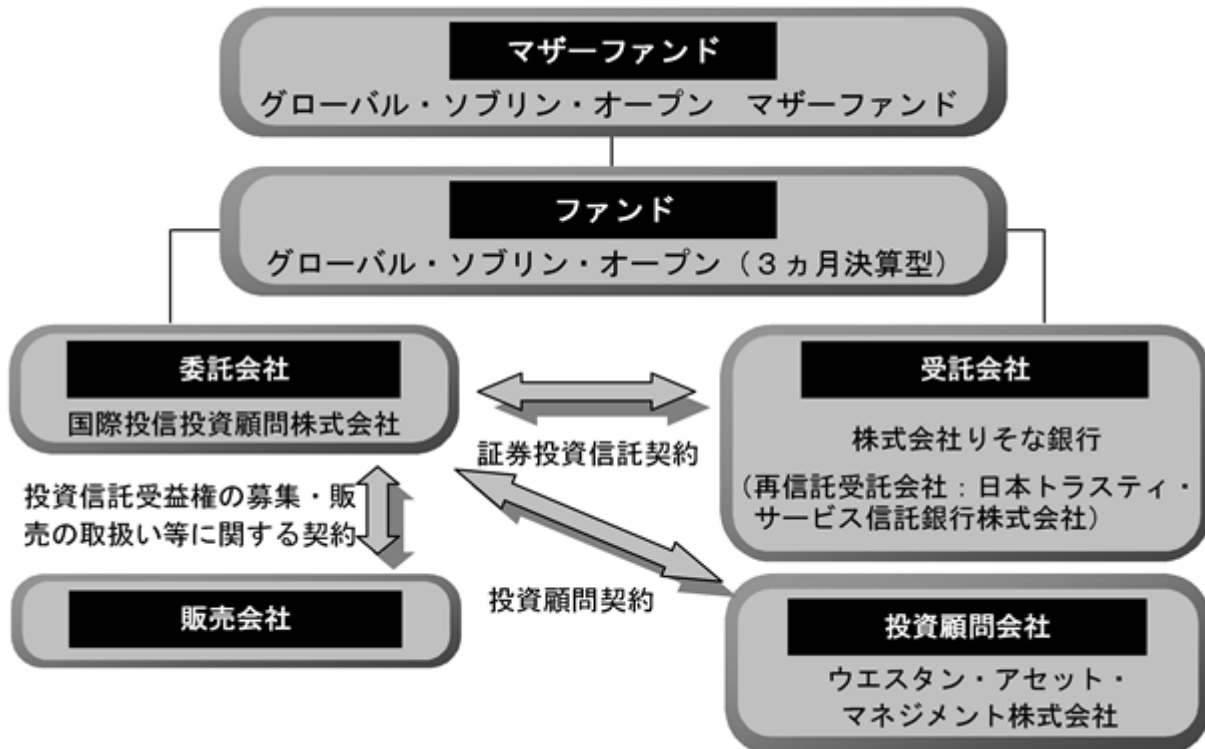 マザーファンド
グローバル・ソブリン・オープン　マザーファンド
ファンド
グローバル・ソブリン・オープン（３ヵ月決算型）
委託会社
国際投信投資顧問株式会社
証券投資信託契約
受託会社
株式会社りそな銀行
（再信託受託会社：日本トラスティ・
サービス信託銀行株式会社）
投資信託受益権の募集・販
売の取扱い等に関する契約
投資顧問契約
販売会社
投資顧問会社
ウエスタン・アセット・
マネジメント株式会社